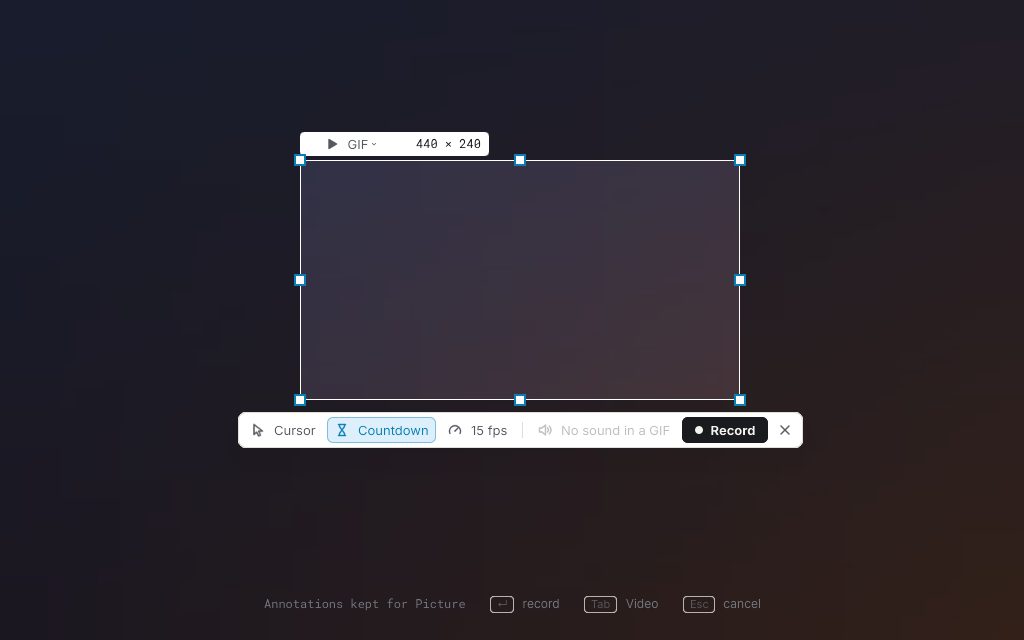 GIF 440 × 240
Cursor Countdown 15 fps No sound in a GIF Record
Annotations kept for Picture ↵ record Tab Video Esc cancel